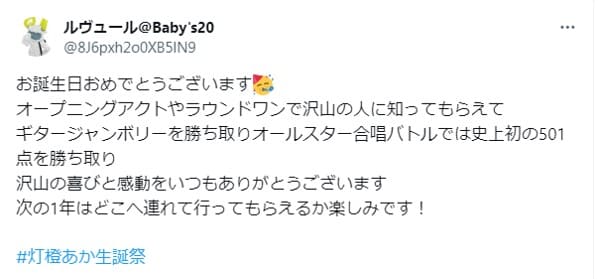 ルヴュール@Baby's20
@8J6pxh2o0XB5IN9
お誕生日おめでとうございます🥳
オープニングアクトやラウンドワンで沢山の人に知ってもらえて
ギタージャンボリーを勝ち取りオールスター合唱バトルでは史上初の501
点を勝ち取り
沢山の喜びと感動をいつもありがとうございます
次の1年はどこへ連れて行ってもらえるか楽しみです！
#灯橙あか生誕祭